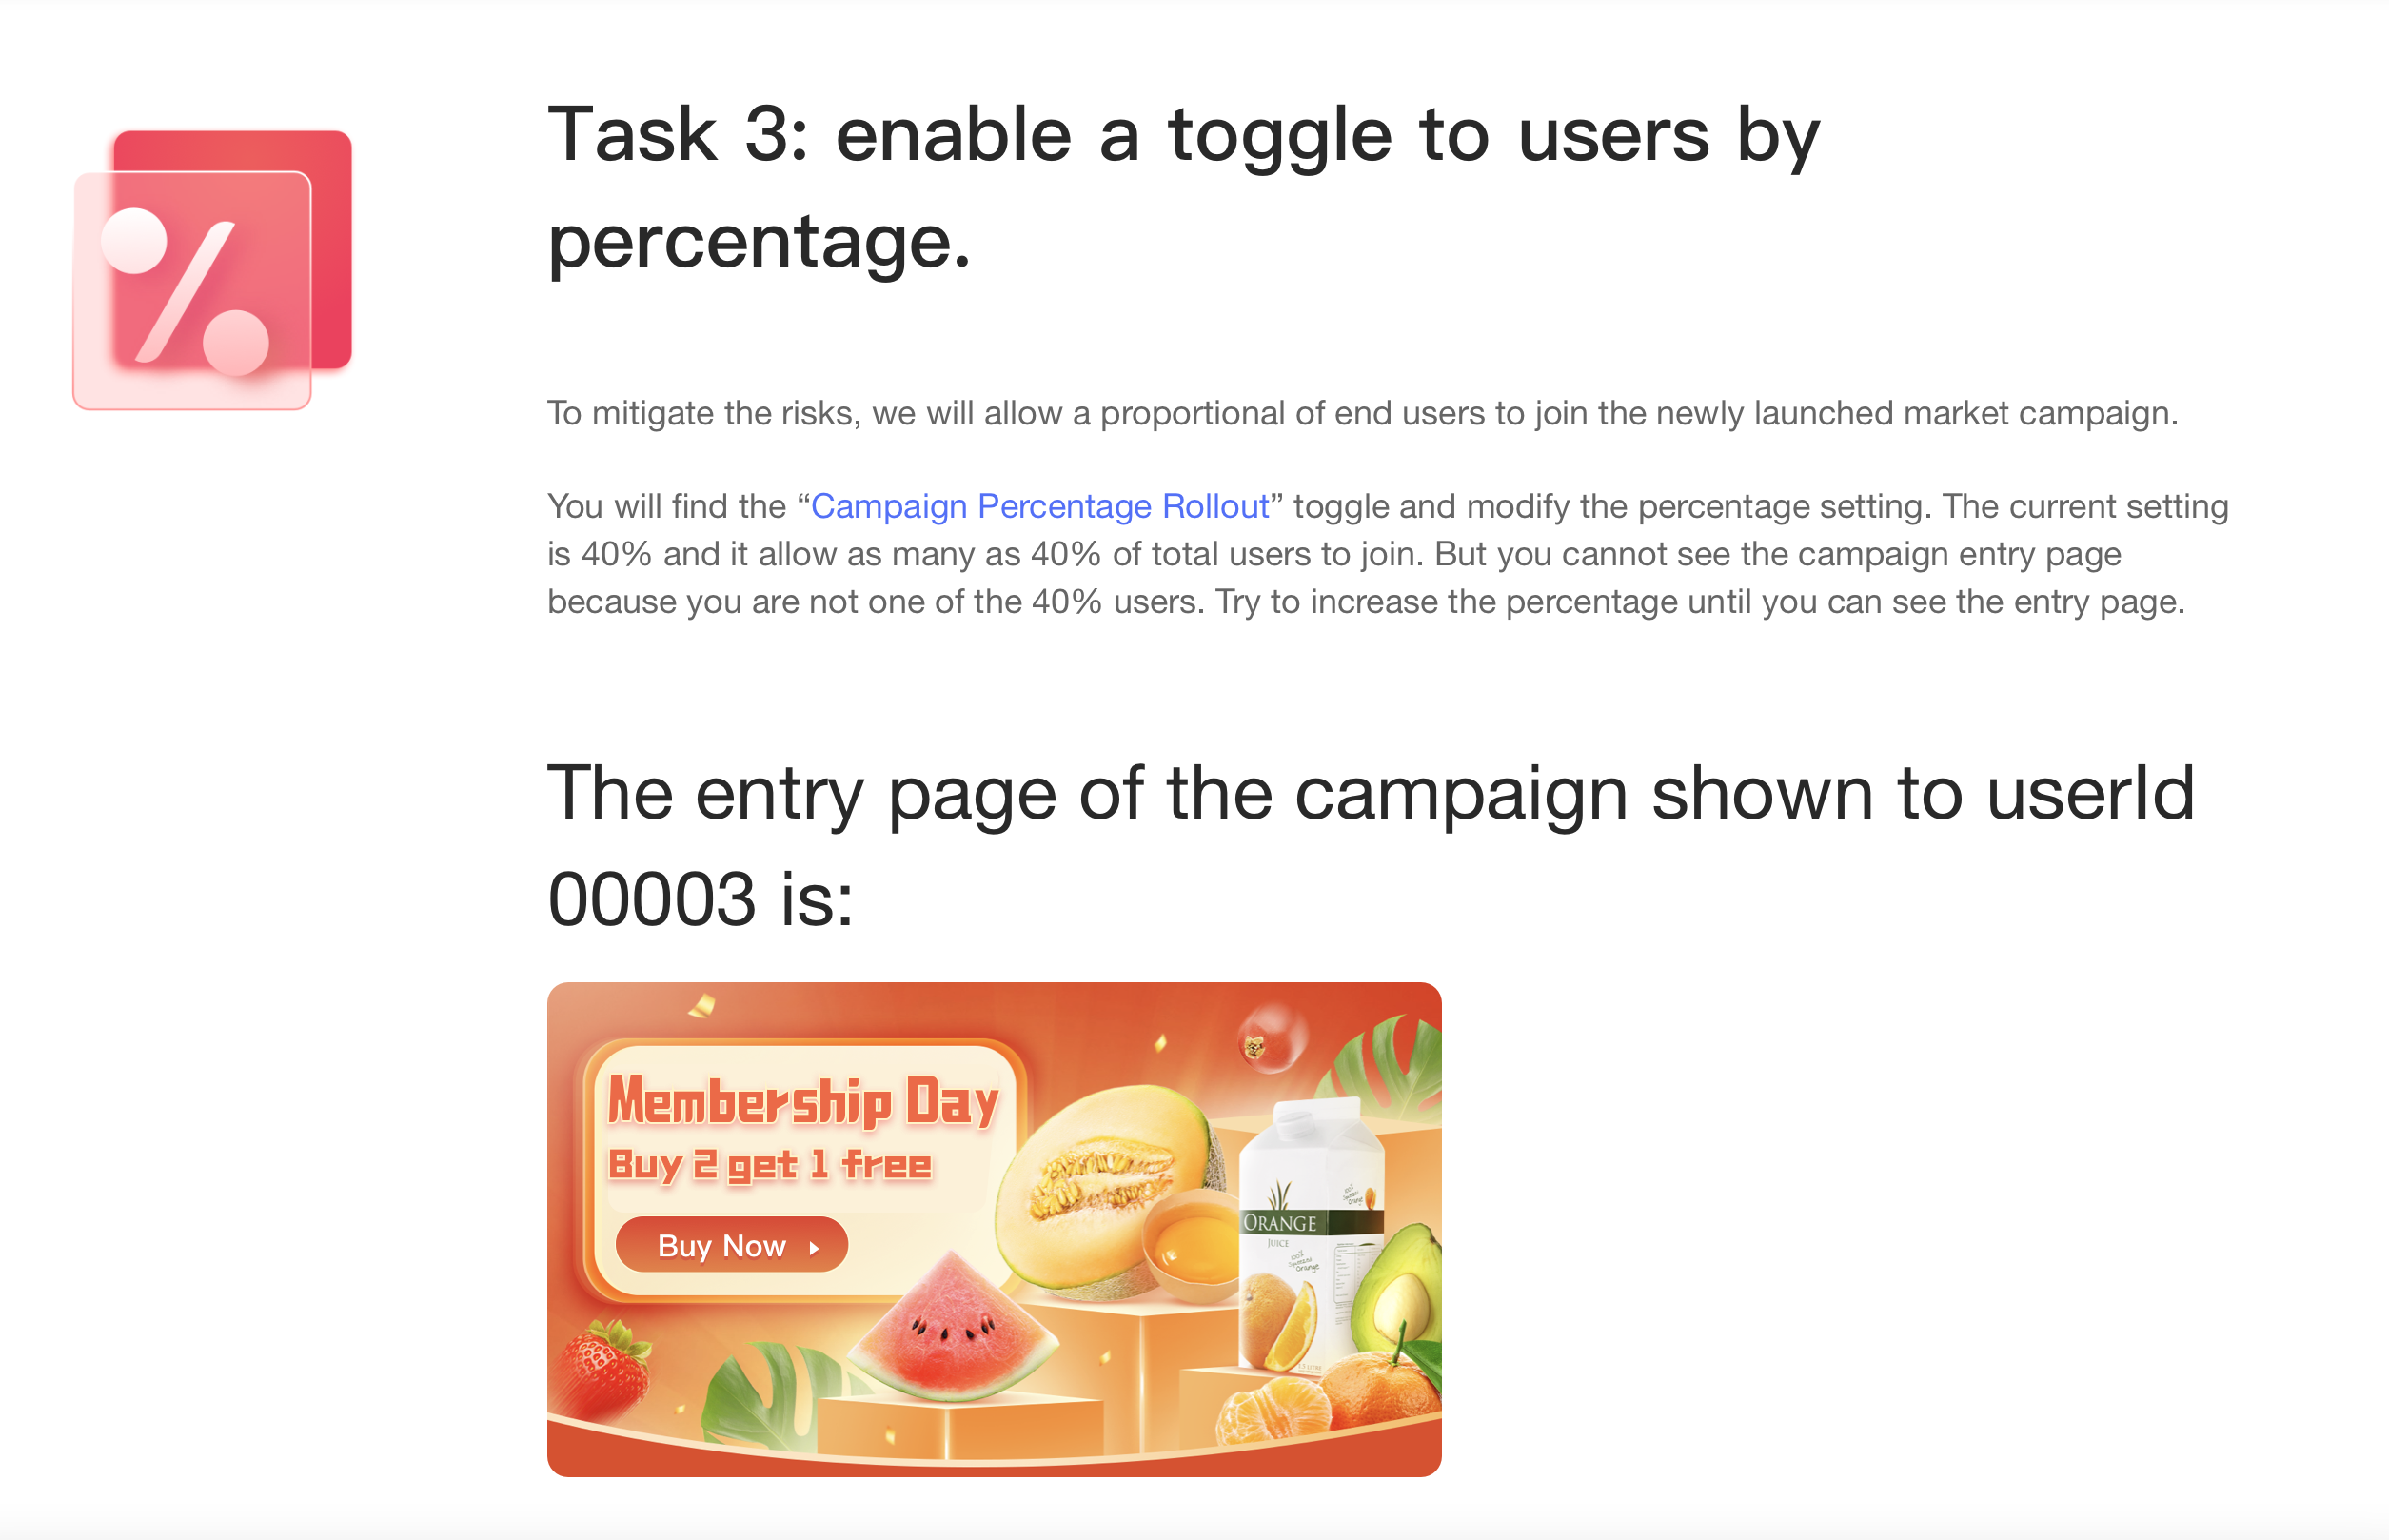 Task 3: enable a toggle to users by
percentage.
To mitigate the risks, we will allow a proportional of end users to join the newly launched market campaign.
You will find the “Campaign Percentage Rollout” toggle and modify the percentage setting. The current setting
is 40% and it allow as many as 40% of total users to join. But you cannot see the campaign entry page
because you are not one of the 40% users. Try to increase the percentage until you can see the entry page.
The entry page of the campaign shown to userId
00003 is:
Membership Day
Buy 2 get 1 free
Buy Now
ORANGE
JUICE